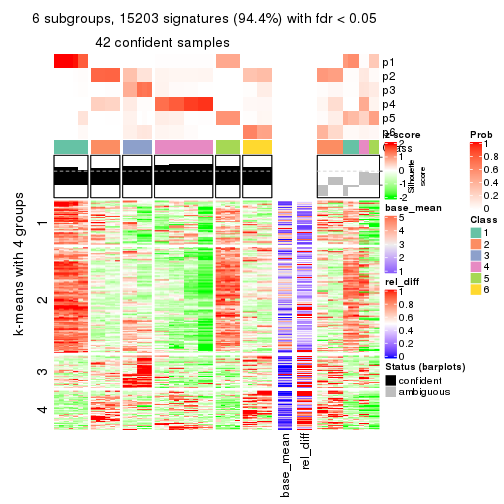 6 subgroups, 15203 signatures (94.4%) with fdr < 0.05
42 confident samples
p1
p2
p3
p4
p5
p6
Class
Silhouette
score
1
2
3
4
k-means with 4 groups
base_mean
rel_diff
z-score
2
1
0
-1
-2
base_mean
5
4
3
2
1
rel_diff
1
0.8
0.6
0.4
0.2
0
Status (barplots)
confident
ambiguous
Prob
1
0.8
0.6
0.4
0.2
0
Class
1
2
3
4
5
6